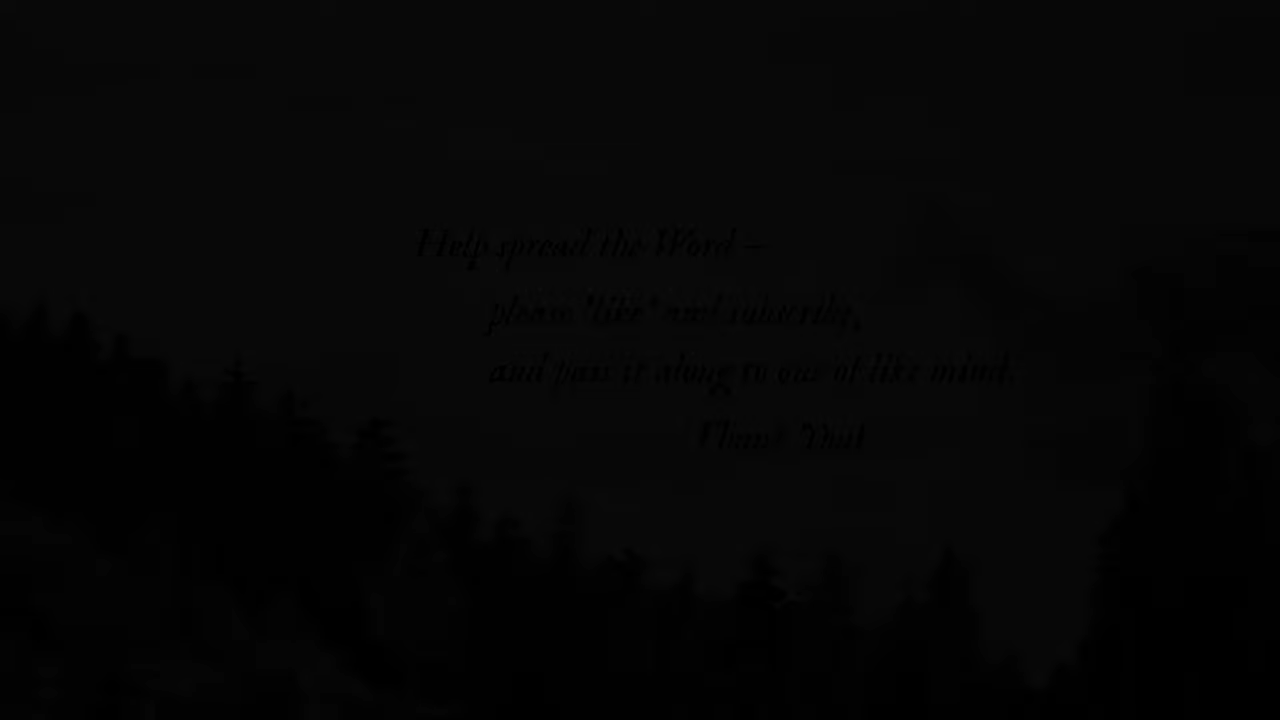 Help spread the Word –
please "like" and subscribe,
and pass it along to one of like mind.
Thank You!